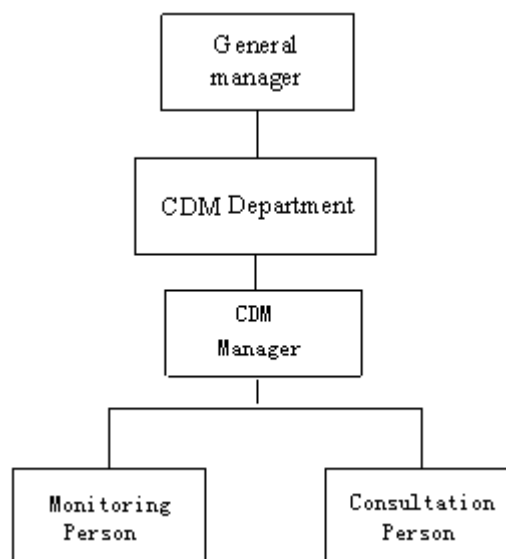 General
manager
CDM Department
CDM
Manager
Monitoring
Person
Consultation
Person